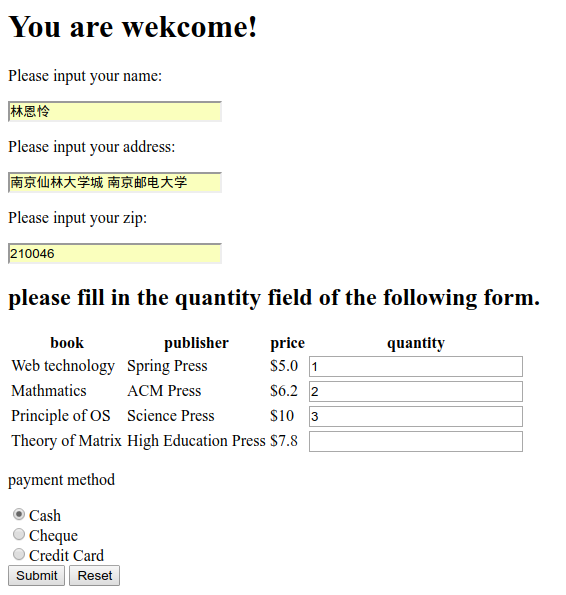 You are wekcome!
Please input your name:
林恩怜
Please input your address:
南京仙林大学城 南京邮电大学
Please input your zip:
210046
please fill in the quantity field of the following form.
book publisher price quantity
Web technology Spring Press $5.0 1
Mathmatics ACM Press $6.2 2
Principle of OS Science Press $10 3
Theory of Matrix High Education Press $7.8
payment method
Cash
Cheque
Credit Card
Submit Reset